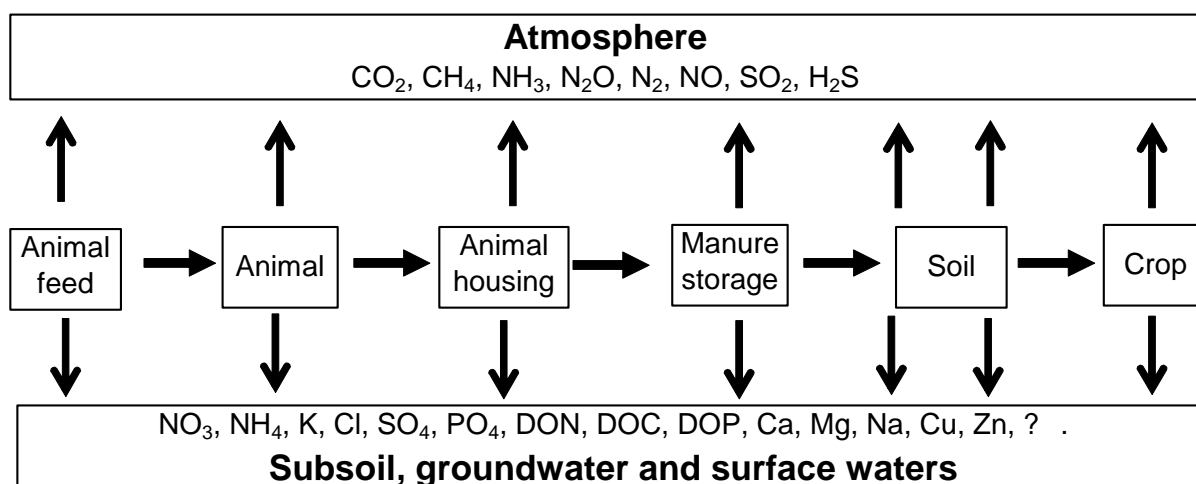 Atmosphere
CO₂, CH₄, NH₃, N₂O, N₂, NO, SO₂, H₂S
Animal
feed
Animal
Animal
housing
Manure
storage
Soil
Crop
NO₃, NH₄, K, Cl, SO₄, PO₄, DON, DOC, DOP, Ca, Mg, Na, Cu, Zn, ? .
Subsoil, groundwater and surface waters